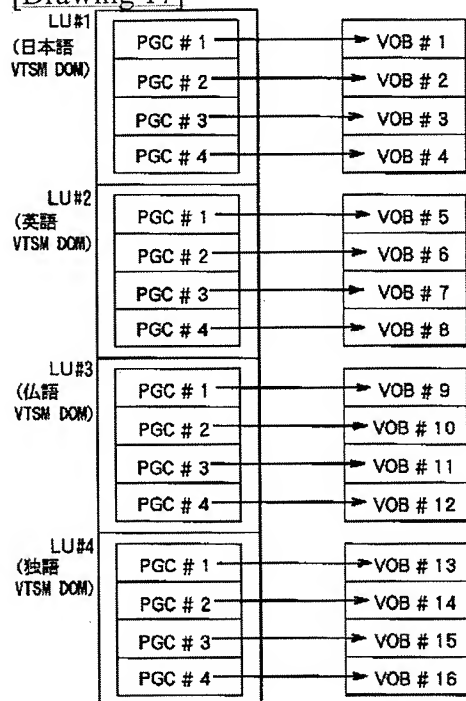 [Drawing 17]
LU#1
(日本語
VTSM DOM)
PGC # 1
VOB # 1
PGC # 2
VOB # 2
PGC # 3
VOB # 3
PGC # 4
VOB # 4
LU#2
(英語
VTSM DOM)
PGC # 1
VOB # 5
PGC # 2
VOB # 6
PGC # 3
VOB # 7
PGC # 4
VOB # 8
LU#3
(仏語
VTSM DOM)
PGC # 1
VOB # 9
PGC # 2
VOB # 10
PGC # 3
VOB # 11
PGC # 4
VOB # 12
LU#4
(独語
VTSM DOM)
PGC # 1
VOB # 13
PGC # 2
VOB # 14
PGC # 3
VOB # 15
PGC # 4
VOB # 16